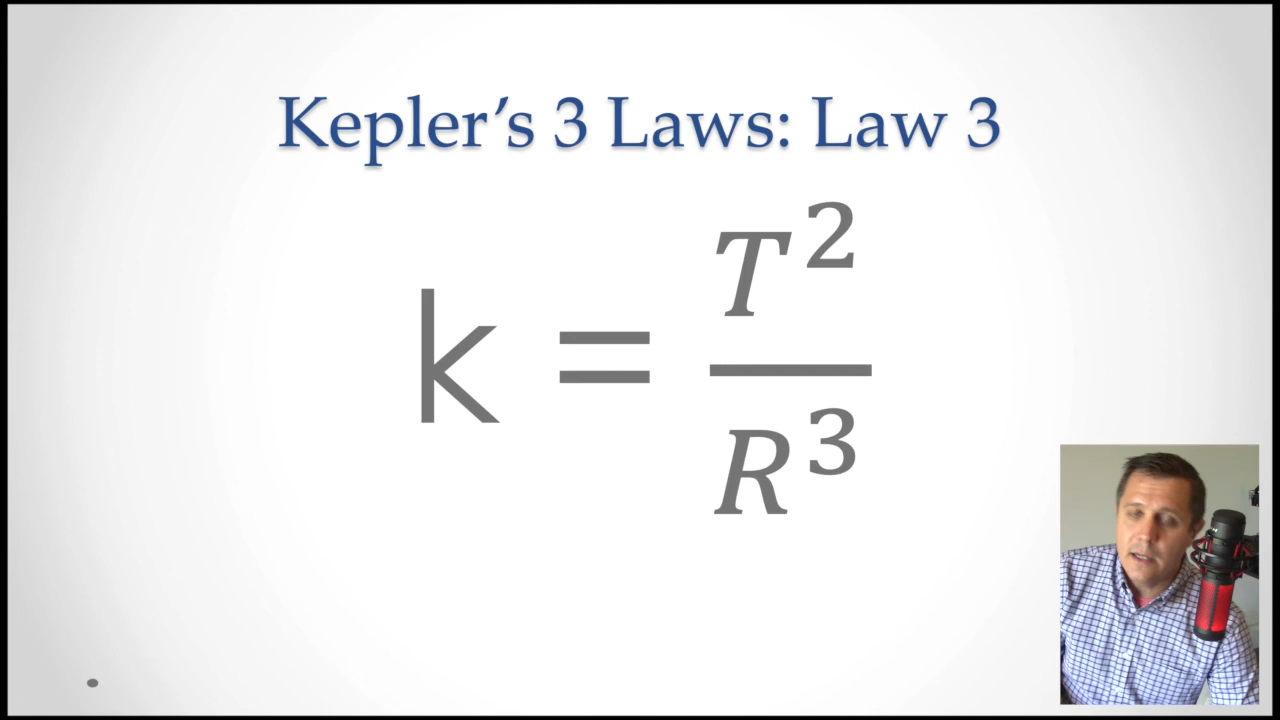 Kepler’s 3 Laws: Law 3
k = T²/R³